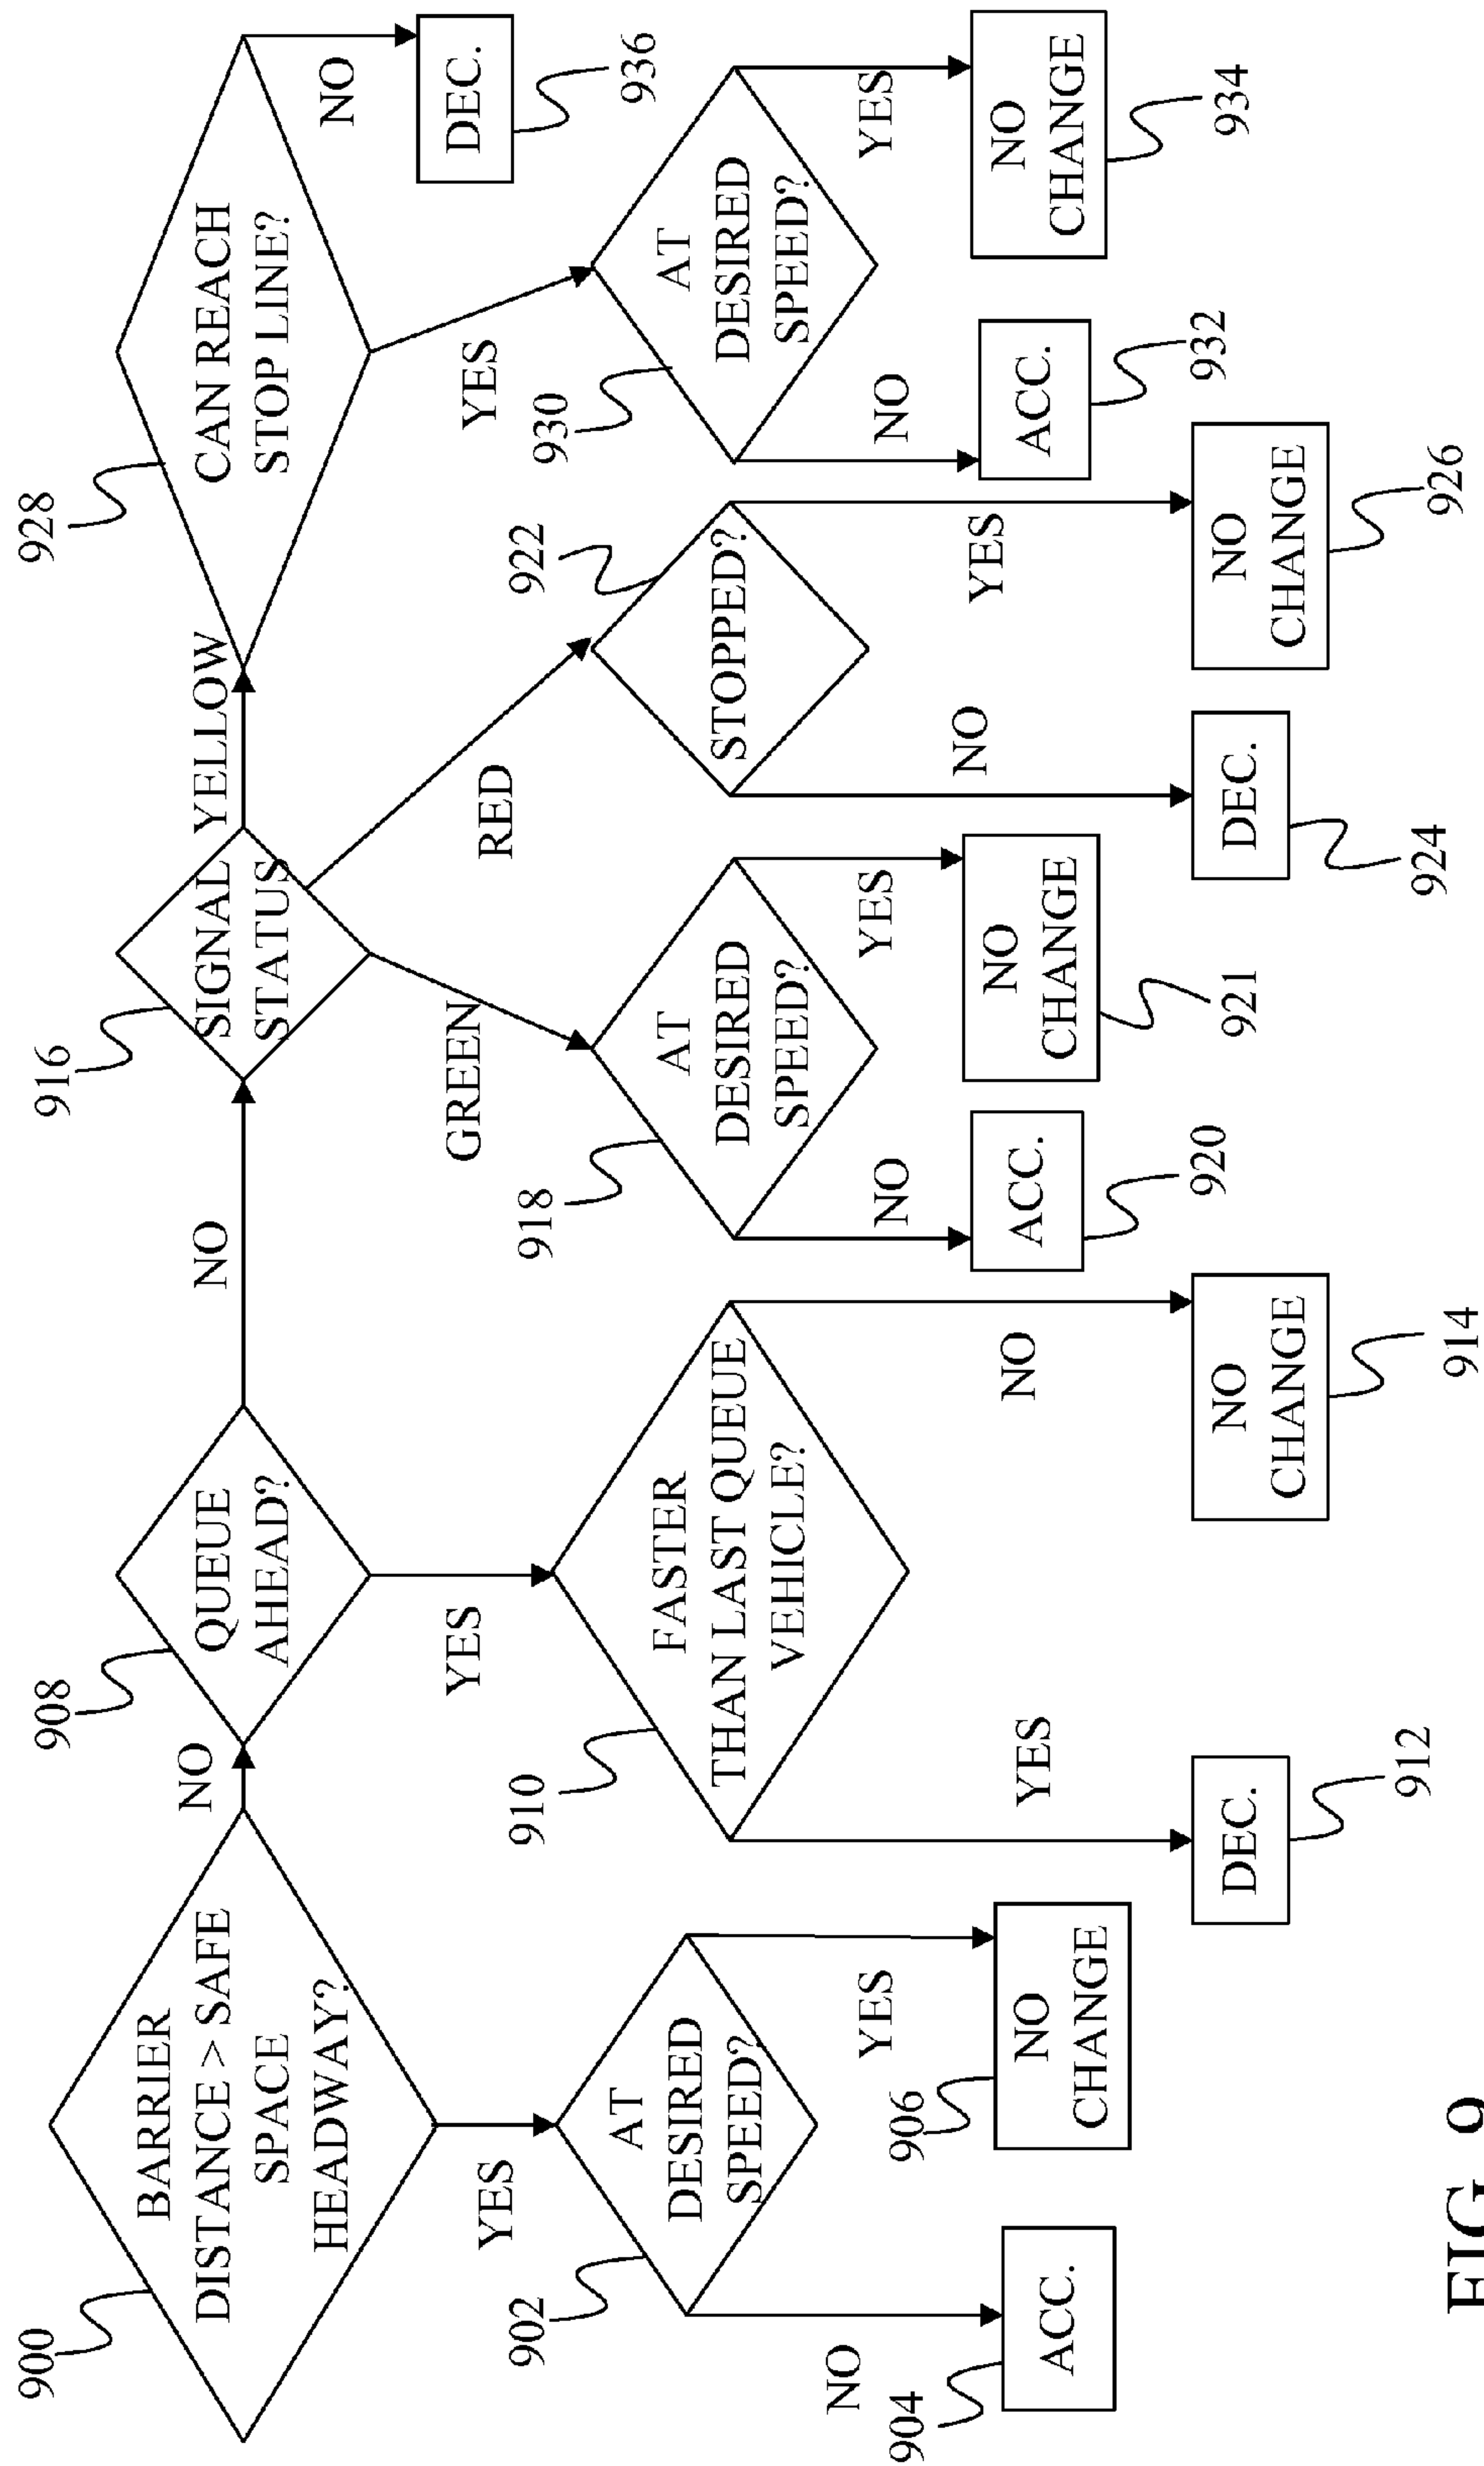 900
BARRIER
DISTANCE > SAFE
SPACE
HEADWAY?
NO
YES
902
AT
DESIRED
SPEED?
NO
904
ACC.
YES
906
NO
CHANGE
908
QUEUE
AHEAD?
NO
YES
910
FASTER
THAN LAST QUEUE
VEHICLE?
YES
DEC.
912
NO
NO
CHANGE
914
916
SIGNAL
STATUS
YELLOW
GREEN
RED
918
AT
DESIRED
SPEED?
NO
ACC.
920
YES
NO
CHANGE
921
922
STOPPED?
NO
DEC.
924
YES
NO
CHANGE
926
928
CAN REACH
STOP LINE?
NO
DEC.
936
YES
930
AT
DESIRED
SPEED?
NO
ACC.
932
YES
NO
CHANGE
934
FIG. 9